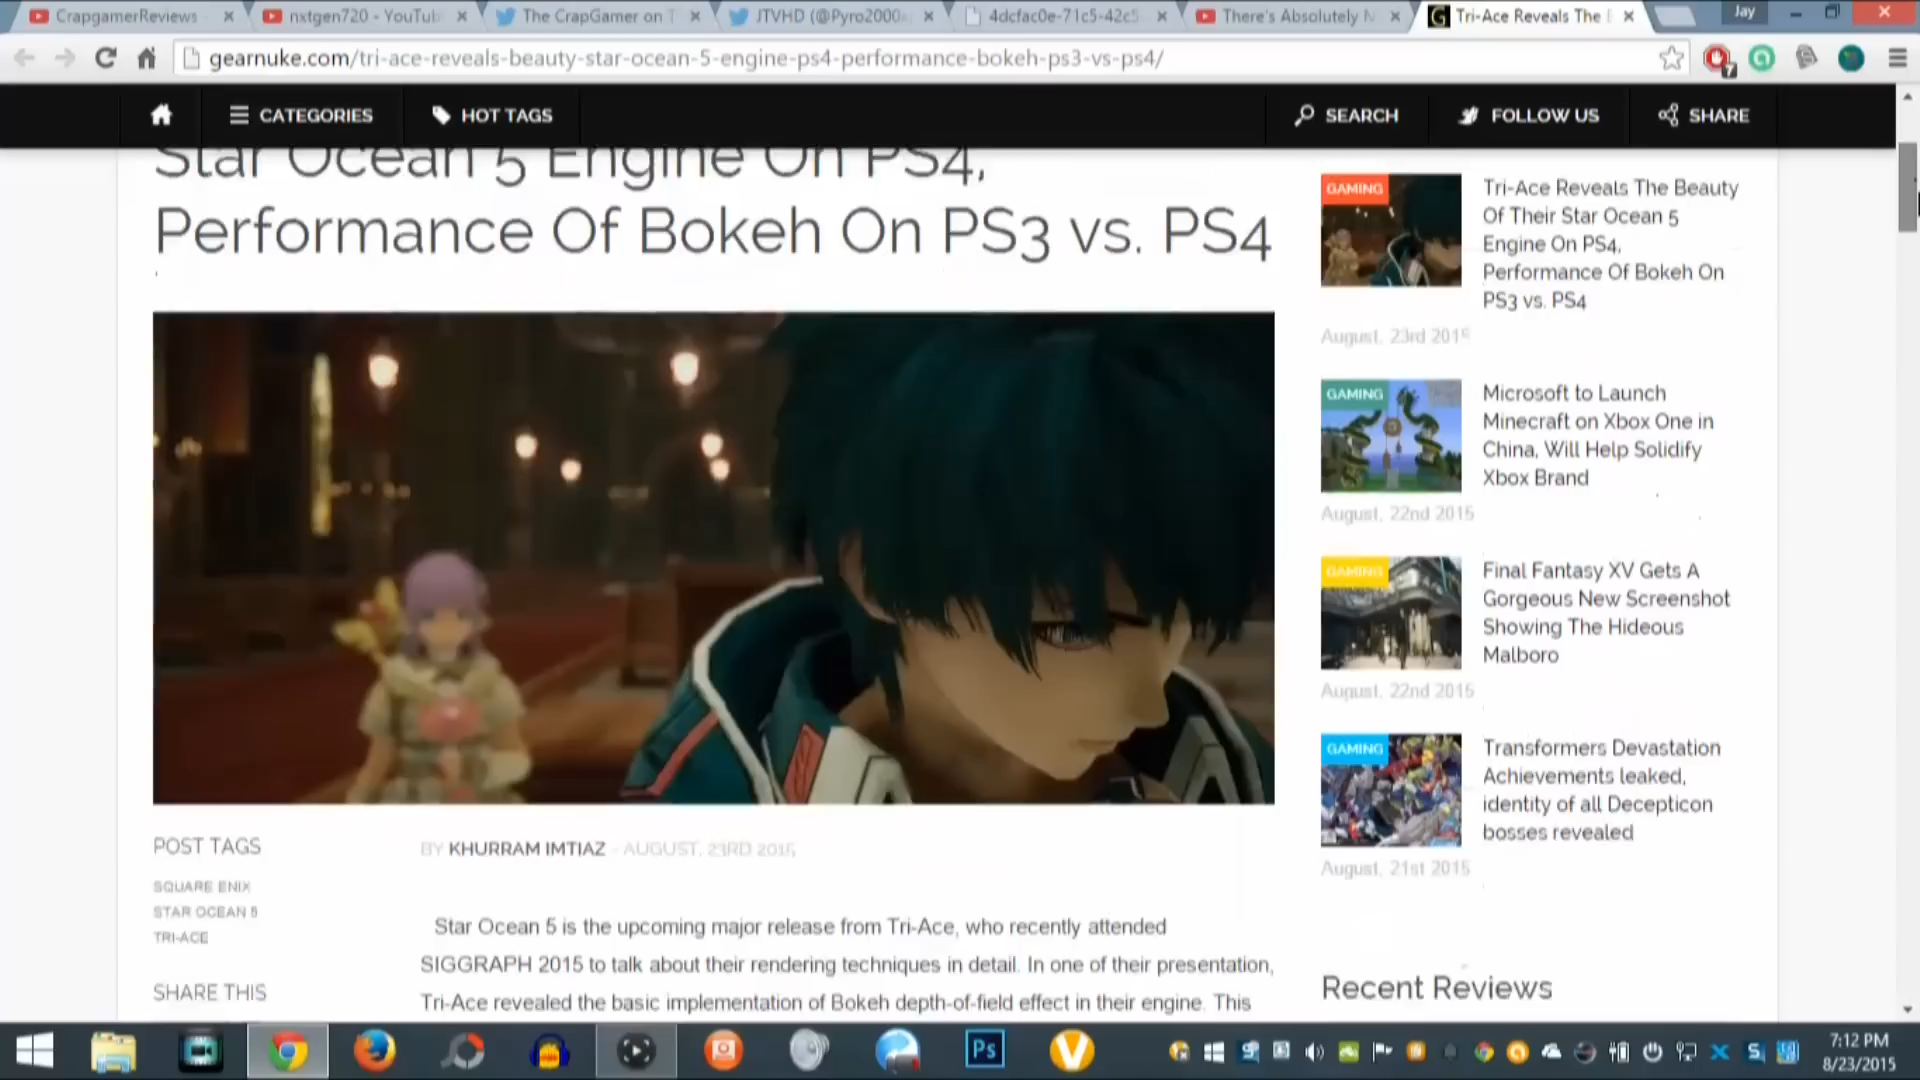 CrapgamerReviews
nxtgen720 - YouTub
The CrapGamer on T
JTVHD (@Pyro2000
4dcfac0e-71c5-42c5
There's Absolutely N
Tri-Ace Reveals The
Jay
gearnuke.com/tri-ace-reveals-beauty-star-ocean-5-engine-ps4-performance-bokeh-ps3-vs-ps4/
7
CATEGORIES
HOT TAGS
SEARCH
FOLLOW US
SHARE
Star Ocean 5 Engine On PS4,
Performance Of Bokeh On PS3 vs. PS4
POST TAGS
SQUARE ENIX
STAR OCEAN 5
TRI-ACE
SHARE THIS
BY KHURRAM IMTIAZ - AUGUST, 23RD 2015
Star Ocean 5 is the upcoming major release from Tri-Ace, who recently attended
SIGGRAPH 2015 to talk about their rendering techniques in detail. In one of their presentation,
Tri-Ace revealed the basic implementation of Bokeh depth-of-field effect in their engine. This
GAMING
Tri-Ace Reveals The Beauty
Of Their Star Ocean 5
Engine On PS4,
Performance Of Bokeh On
PS3 vs. PS4
August, 23rd 2015
GAMING
Microsoft to Launch
Minecraft on Xbox One in
China, Will Help Solidify
Xbox Brand
August, 22nd 2015
GAMING
Final Fantasy XV Gets A
Gorgeous New Screenshot
Showing The Hideous
Malboro
August, 22nd 2015
GAMING
Transformers Devastation
Achievements leaked,
identity of all Decepticon
bosses revealed
August, 21st 2015
Recent Reviews
Ps
7:12 PM
8/23/2015